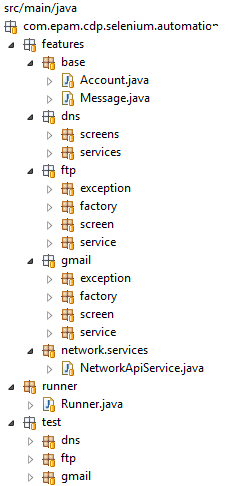 src/main/java
com.epam.cdp.selenium.automation
features
base
Account.java
Message.java
dns
screens
services
ftp
exception
factory
screen
service
gmail
exception
factory
screen
service
network.services
NetworkApiService.java
runner
Runner.java
test
dns
ftp
gmail